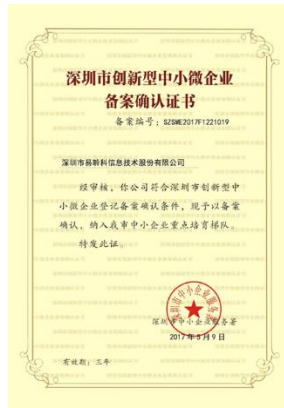 深圳市创新型中小微企业
备案确认证书
备案编号：SZSME2017F1221019
深圳市易聆科信息技术股份有限公司
经审核，你公司符合深圳市创新型中
小微企业登记备案确认条件，现予以备案
确认，纳入我市中小企业重点培育梯队。
特发此证。
深圳市中小企业服务署
2017年5月9日
有效期：三年